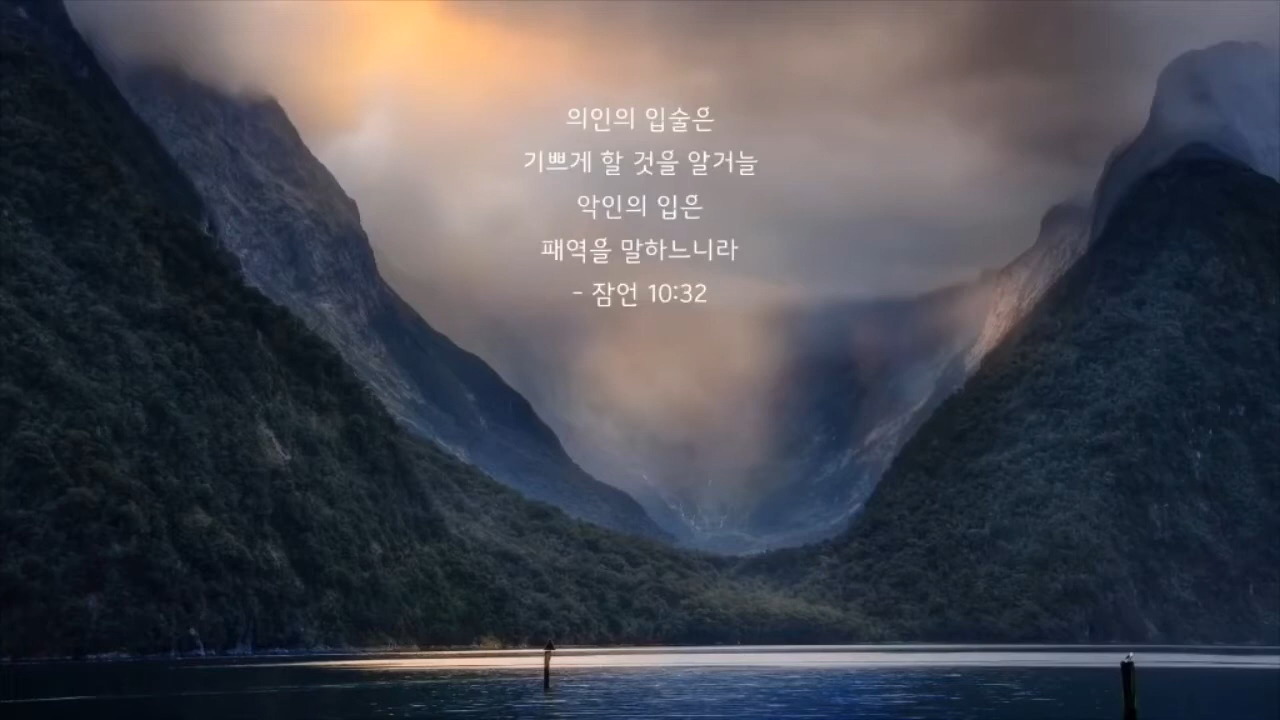 의인의 입술은
기쁘게 할 것을 알거늘
악인의 입은
패역을 말하느니라
- 잠언 10:32